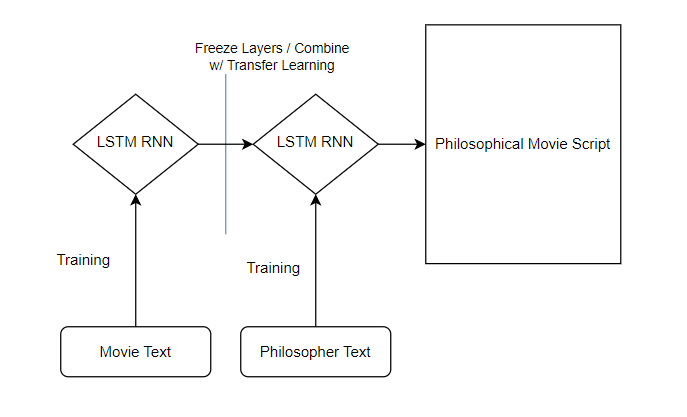 Freeze Layers / Combine
w/ Transfer Learning
LSTM RNN
LSTM RNN
Philosophical Movie Script
Training
Training
Movie Text
Philosopher Text